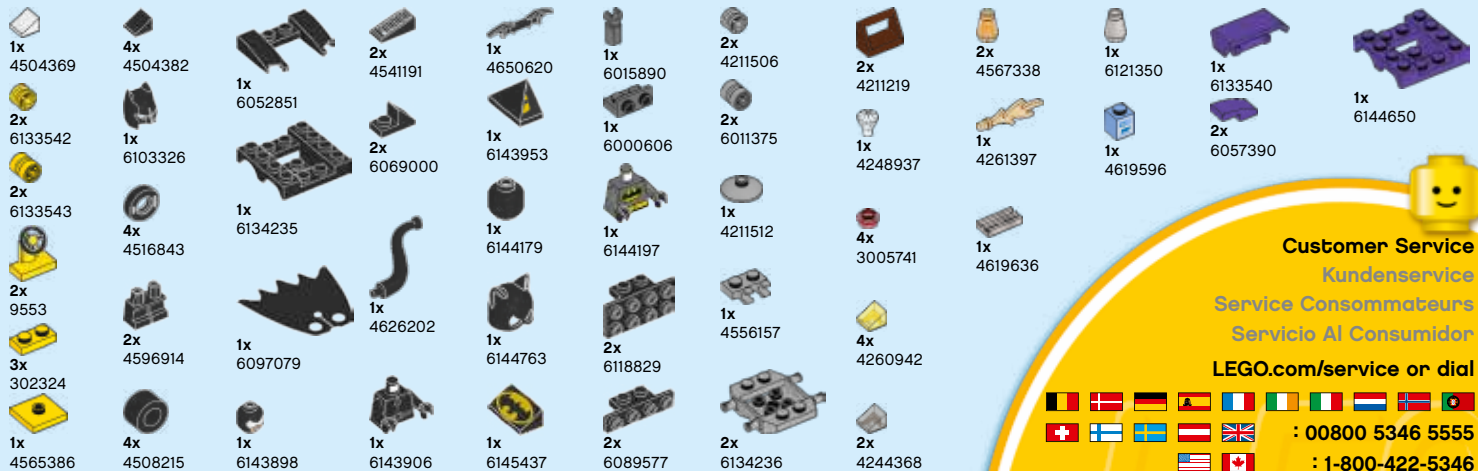 1x
4504369
2x
6133542
2x
6133543
2x
9553
3x
302324
1x
4565386
4x
4504382
1x
6103326
4x
4516843
2x
4596914
4x
4508215
1x
6052851
1x
6134235
1x
6097079
1x
6143898
2x
4541191
2x
6069000
1x
4626202
1x
6143906
1x
4650620
1x
6143953
1x
6144179
1x
6144763
1x
6145437
1x
6015890
1x
6000606
1x
6144197
2x
6118829
2x
6089577
2x
4211506
2x
6011375
1x
4211512
1x
4556157
2x
6134236
2x
4211219
1x
4248937
4x
3005741
4x
4260942
2x
4244368
2x
4567338
1x
4261397
1x
4619636
1x
6121350
1x
4619596
1x
6133540
2x
6057390
1x
6144650
Customer Service
Kundenservice
Service Consommateurs
Servicio Al Consumidor
LEGO.com/service or dial
: 00800 5346 5555
: 1-800-422-5346